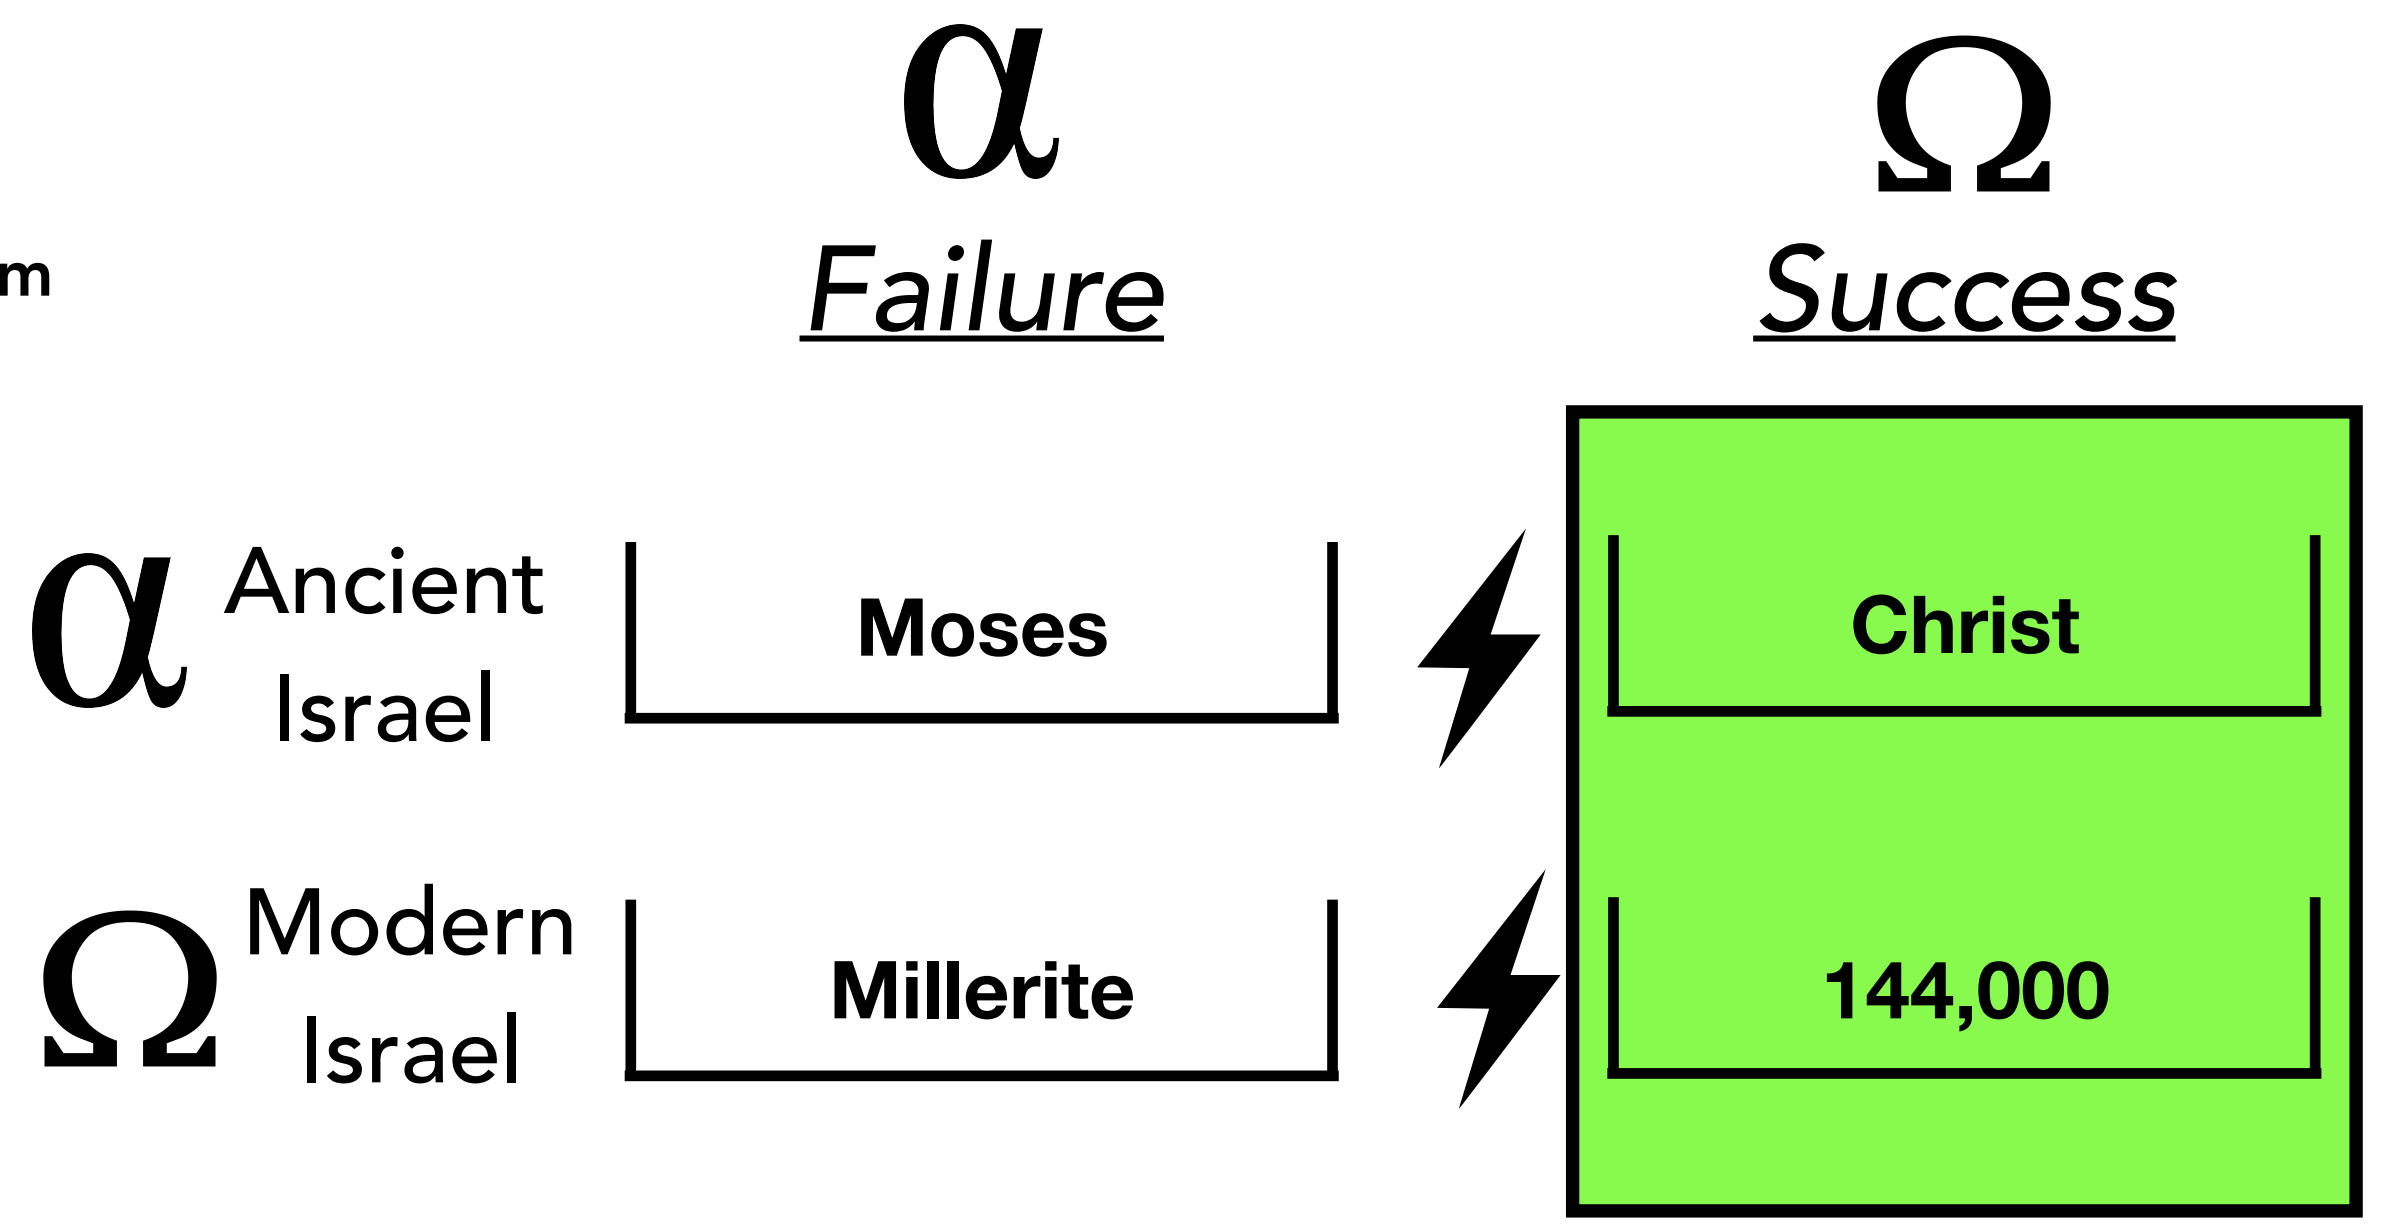 α Ω
m Failure Success
α Ancient Israel Moses Christ
Ω Modern Israel Millerite 144,000